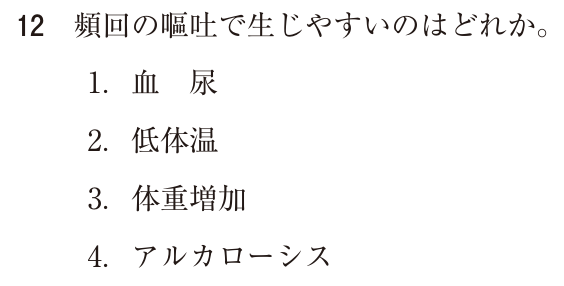 12 頻回の嘔吐で生じやすいのはどれか。
1. 血　尿
2. 低体温
3. 体重増加
4. アルカローシス